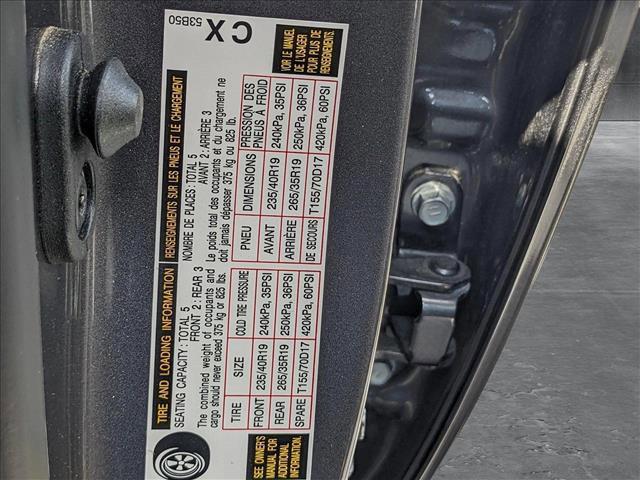 TIRE AND LOADING INFORMATION
RENSEIGNEMENTS SUR LES PNEUS ET LE CHARGEMENT
SEATING CAPACITY : TOTAL 5
FRONT 2 : REAR 3
The combined weight of occupants and
cargo should never exceed 375 kg or 825 lbs.
NOMBRE DE PLACES : TOTAL 5
AVANT 2 : ARRIÈRE 3
Le poids total des occupants et du chargement ne
doit jamais dépasser 375 kg ou 825 lb.
TIRE SIZE COLD TIRE PRESSURE
FRONT 235/40R19 240kPa, 35PSI
REAR 265/35R19 250kPa, 36PSI
SPARE T155/70D17 420kPa, 60PSI
PNEU DIMENSIONS PRESSION DES
PNEUS À FROID
AVANT 235/40R19 240kPa, 35PSI
ARRIÈRE 265/35R19 250kPa, 36PSI
DE SECOURS T155/70D17 420kPa, 60PSI
SEE OWNER'S
MANUAL FOR
ADDITIONAL
INFORMATION.
VOIR LE MANUEL
DE L'USAGER
POUR PLUS DE
RENSEIGNEMENTS.
CX
53B50